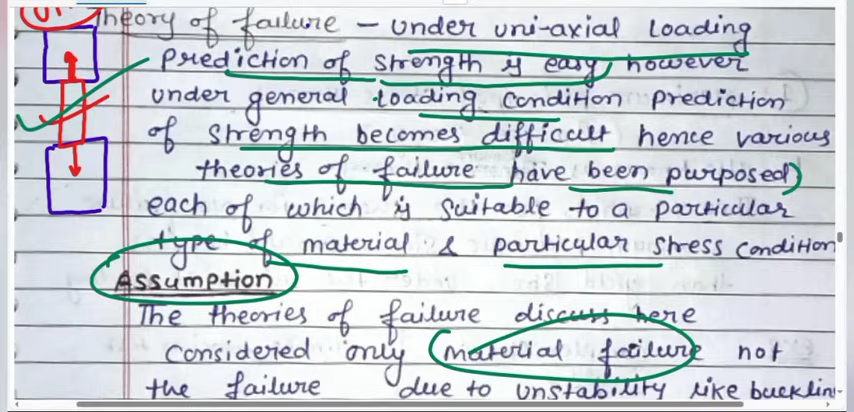 Theory of failure – under uni-axial loading
prediction of strength is easy, however
under general loading condition prediction
of strength becomes difficult hence various
theories of failure have been purposed
each of which is suitable to a particular
type of material & particular stress condition
Assumption
The theories of failure discuss here
considered only (material failure not
the failure due to unstability like bucklin